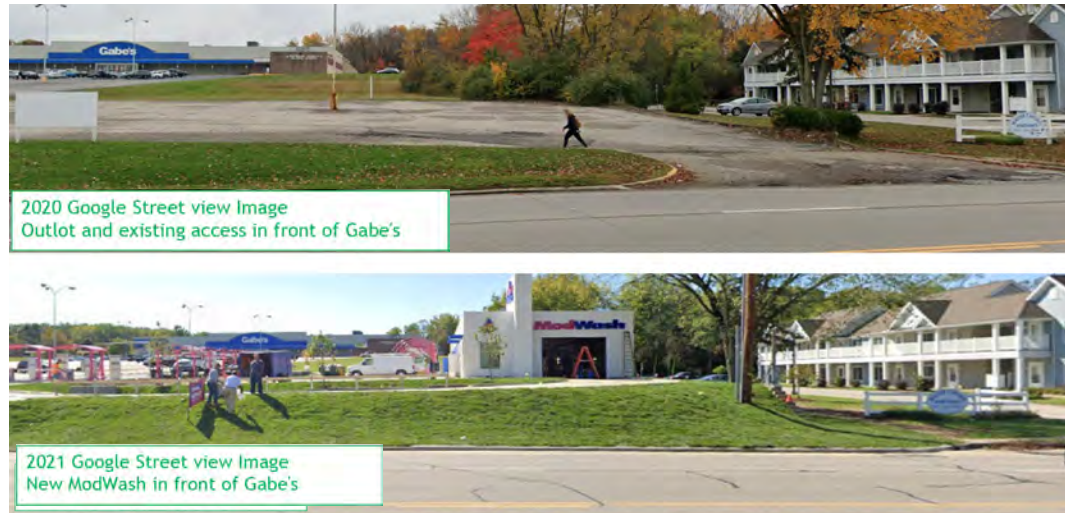 Gabe's
2020 Google Street view Image
Outlot and existing access in front of Gabe's
ModWash
Gabe's
2021 Google Street view Image
New ModWash in front of Gabe's